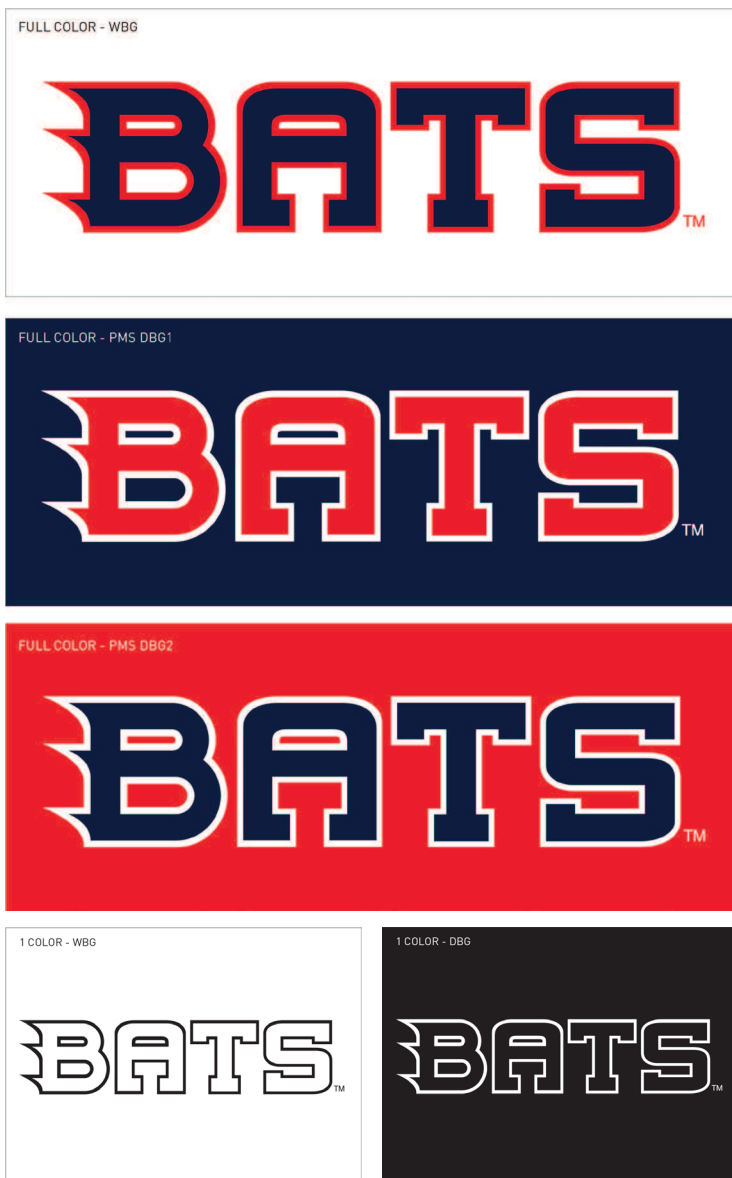 FULL COLOR - WBG
BATS
TM
FULL COLOR - PMS DBG1
BATS
TM
FULL COLOR - PMS DBG2
BATS
TM
1 COLOR - WBG
BATS
TM
1 COLOR - DBG
BATS
TM